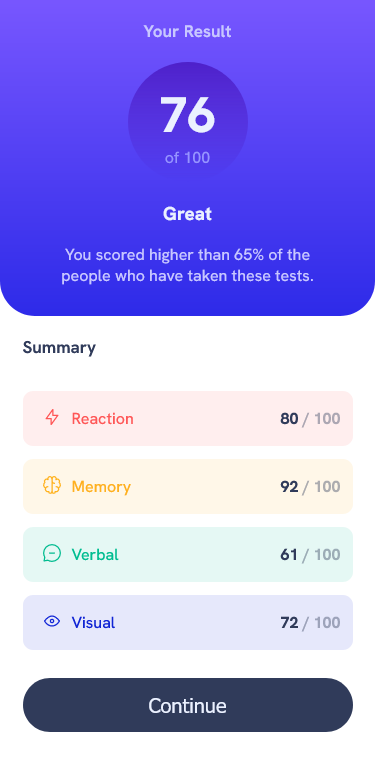 Your Result
76
of 100
Great
You scored higher than 65% of the
people who have taken these tests.
Summary
Reaction 80 / 100
Memory 92 / 100
Verbal 61 / 100
Visual 72 / 100
Continue